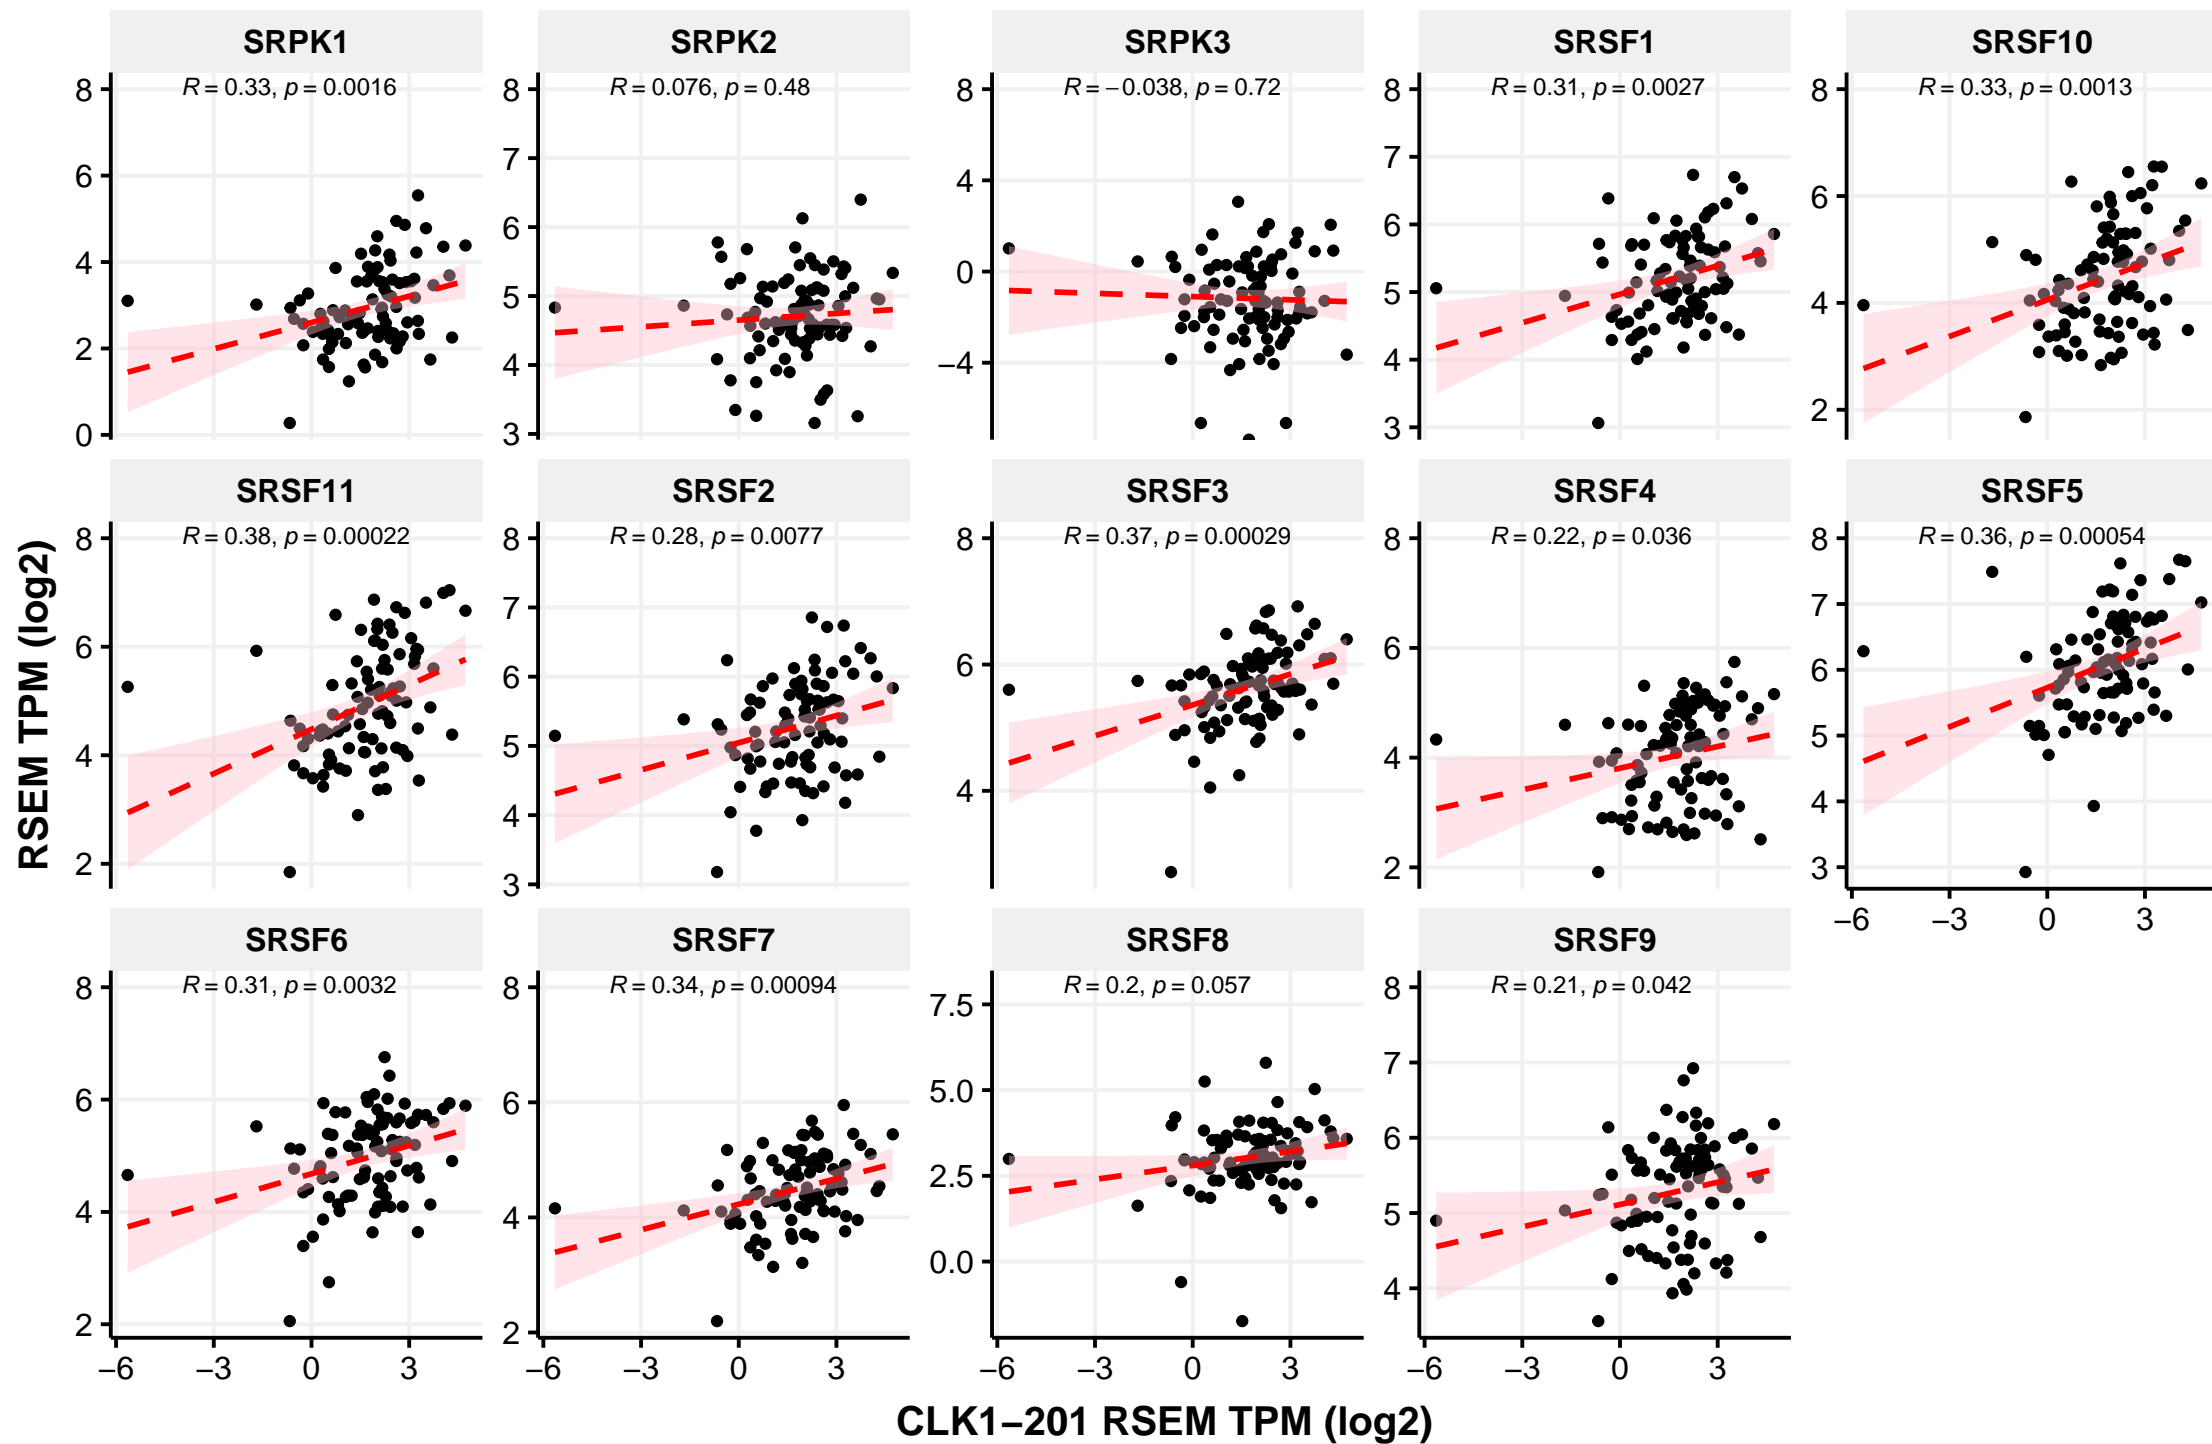 SRPK1 SRPK2 SRPK3 SRSF1 SRSF10
R = 0.33, p = 0.0016 R = 0.076, p = 0.48 R = −0.038, p = 0.72 R = 0.31, p = 0.0027 R = 0.33, p = 0.0013
8 6 4 2 0
8 7 6 5 4 3
8 4 0 −4
8 7 6 5 4 3
8 6 4 2
SRSF11 SRSF2 SRSF3 SRSF4 SRSF5
R = 0.38, p = 0.00022 R = 0.28, p = 0.0077 R = 0.37, p = 0.00029 R = 0.22, p = 0.036 R = 0.36, p = 0.00054
8 6 4 2
8 7 6 5 4 3
8 6 4
8 6 4 2
8 7 6 5 4 3
−6 −3 0 3
RSEM TPM (log2)
SRSF6 SRSF7 SRSF8 SRSF9
R = 0.31, p = 0.0032 R = 0.34, p = 0.00094 R = 0.2, p = 0.057 R = 0.21, p = 0.042
8 6 4 2
8 6 4 2
7.5 5.0 2.5 0.0
8 7 6 5 4
−6 −3 0 3 −6 −3 0 3 −6 −3 0 3 −6 −3 0 3
CLK1−201 RSEM TPM (log2)